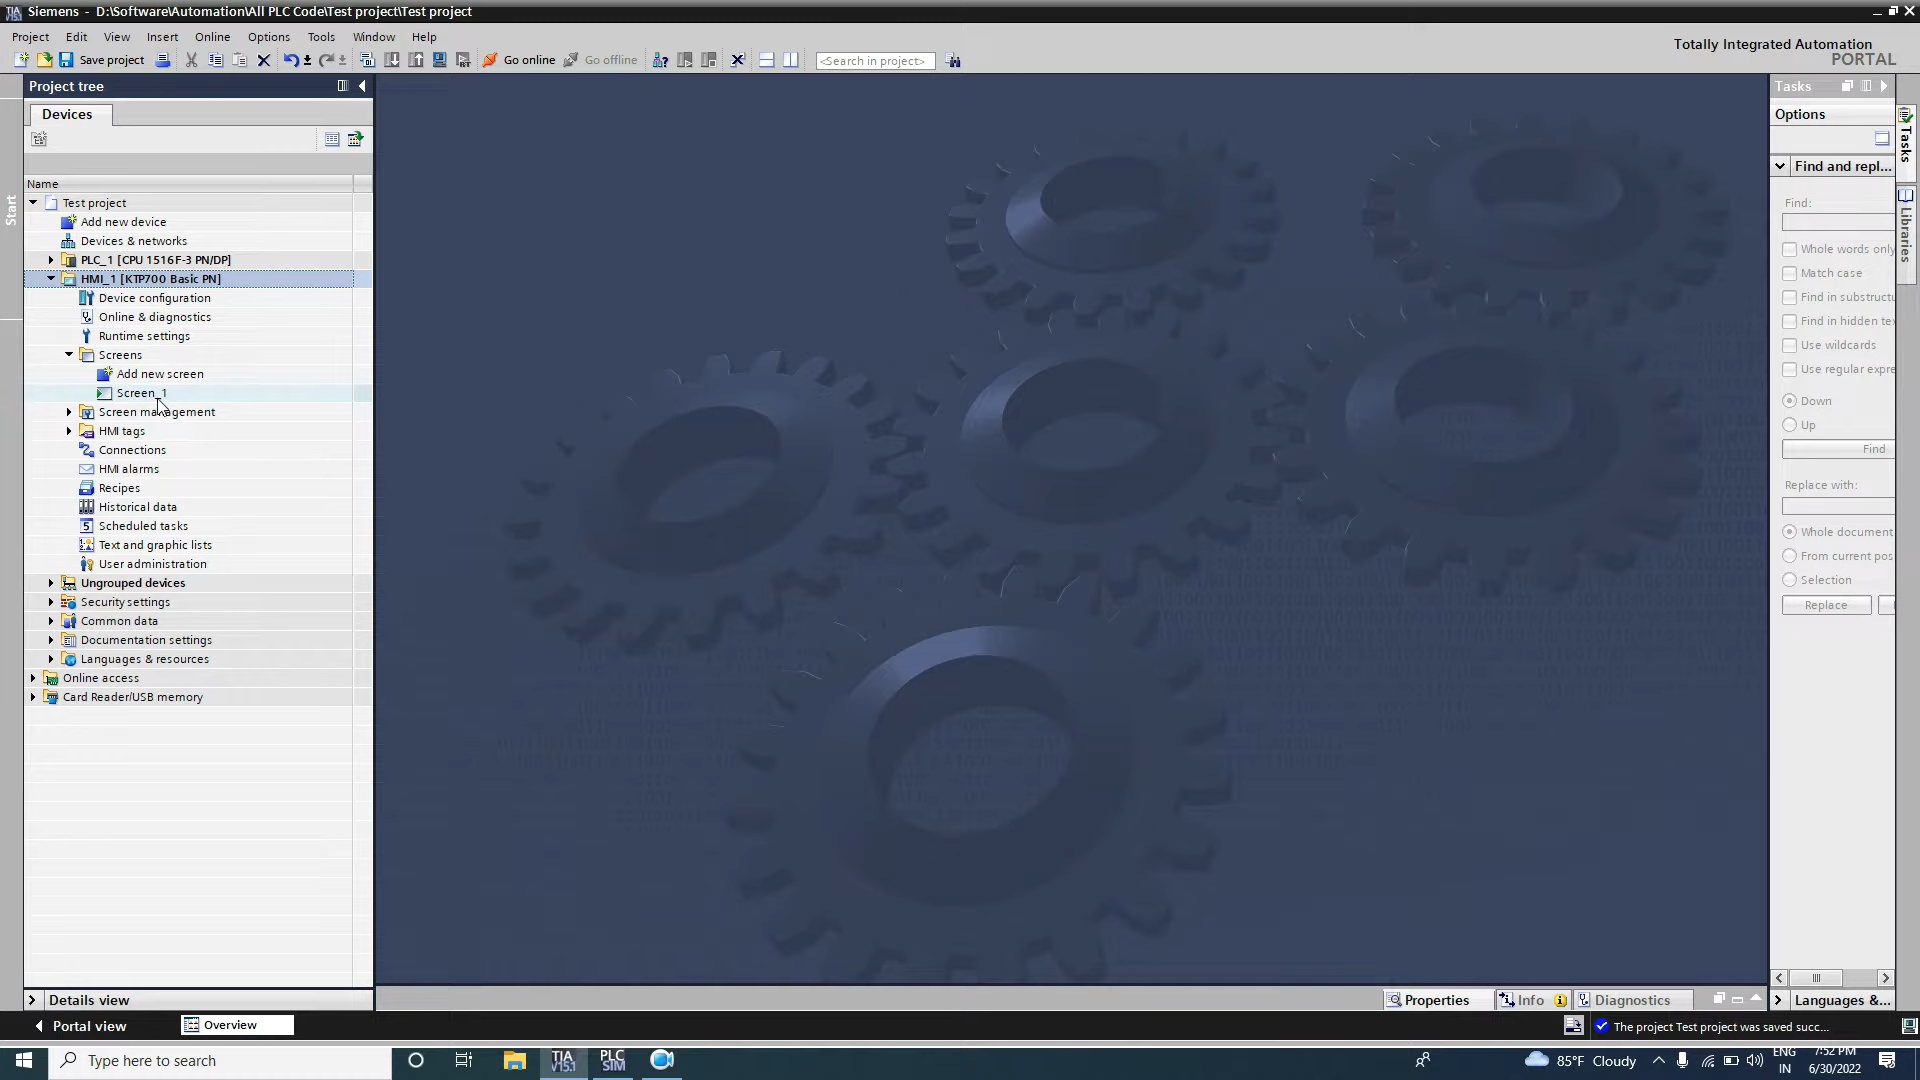 Siemens - D:\Software\Automation\All PLC Code\Test project\Test project
Project Edit View Insert Online Options Tools Window Help
Totally Integrated Automation
PORTAL
Save project
Go online
Go offline
<Search in project>
Project tree
Devices
Name
Test project
Add new device
Devices & networks
PLC_1 [CPU 1516F-3 PN/DP]
HMI_1 [KTP700 Basic PN]
Device configuration
Online & diagnostics
Runtime settings
Screens
Add new screen
Screen_1
Screen management
HMI tags
Connections
HMI alarms
Recipes
Historical data
Scheduled tasks
Text and graphic lists
User administration
Ungrouped devices
Security settings
Common data
Documentation settings
Languages & resources
Online access
Card Reader/USB memory
Start
Details view
Tasks
Options
Find and repl...
Find:
Whole words only
Match case
Find in substructu
Find in hidden tex
Use wildcards
Use regular expre
Down
Up
Find
Replace with:
Whole document
From current pos
Selection
Replace
Tasks
Libraries
Languages &...
Properties
Info
Diagnostics
Portal view
Overview
The project Test project was saved succ...
Type here to search
TIA
V15.1
PLC
SIM
85°F Cloudy
ENG
IN
7:52 PM
6/30/2022